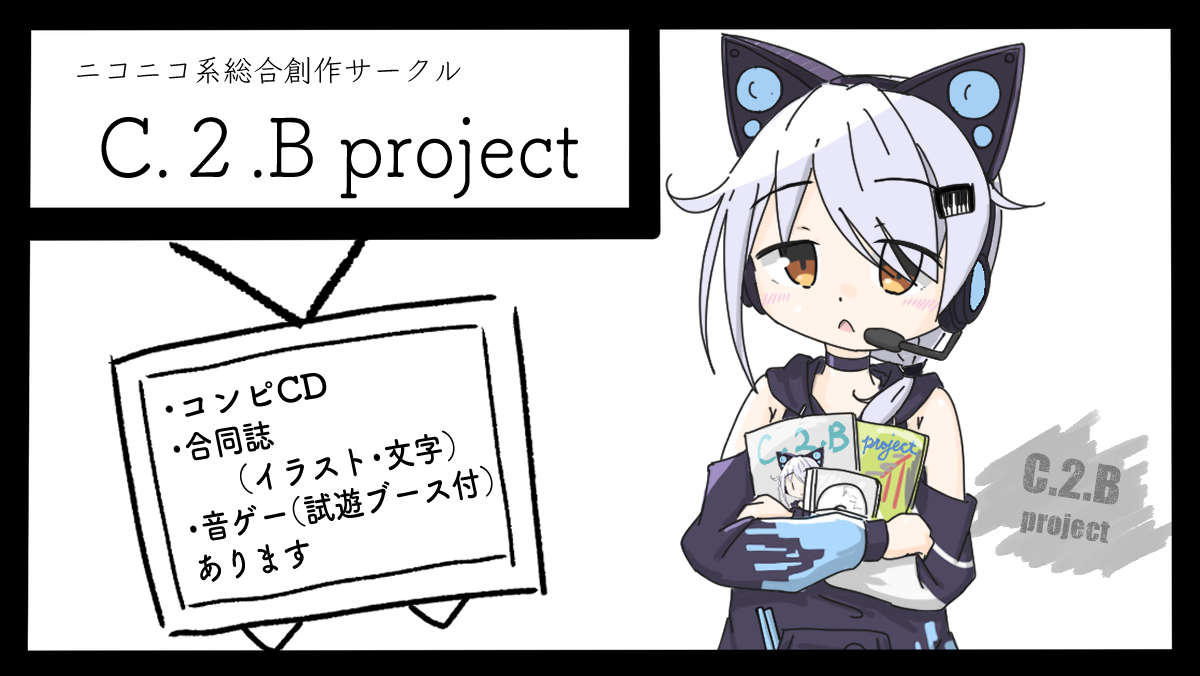 ニコニコ系総合創作サークル
C.2.B project
・コンピCD
・合同誌
（イラスト・文字）
・音ゲー（試遊ブース付）
あります
C.2.B
project
C.2.B
project